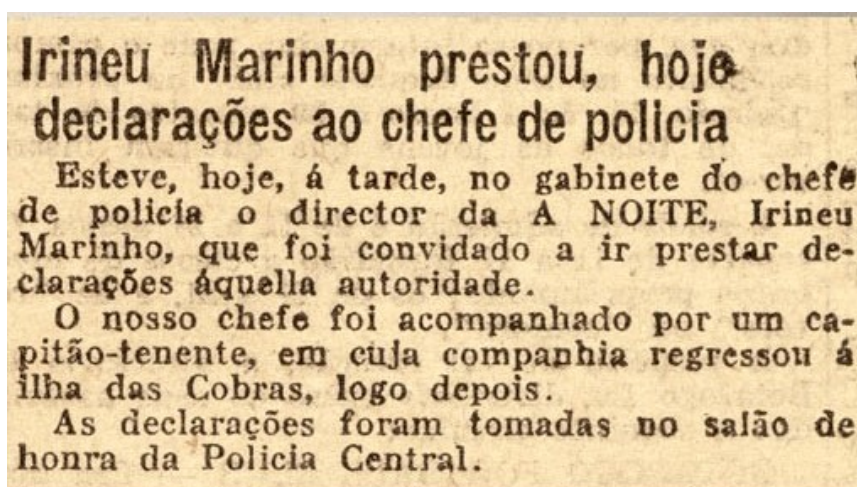 Irineu Marinho prestou, hoje
declarações ao chefe de policia
Esteve, hoje, á tarde, no gabinete do chefe
de policia o director da A NOITE, Irineu
Marinho, que foi convidado a ir prestar de-
clarações áquella autoridade.
O nosso chefe foi acompanhado por um ca-
pitão-tenente, em cuja companhia regressou á
ilha das Cobras, logo depois.
As declarações foram tomadas no salão de
honra da Policia Central.